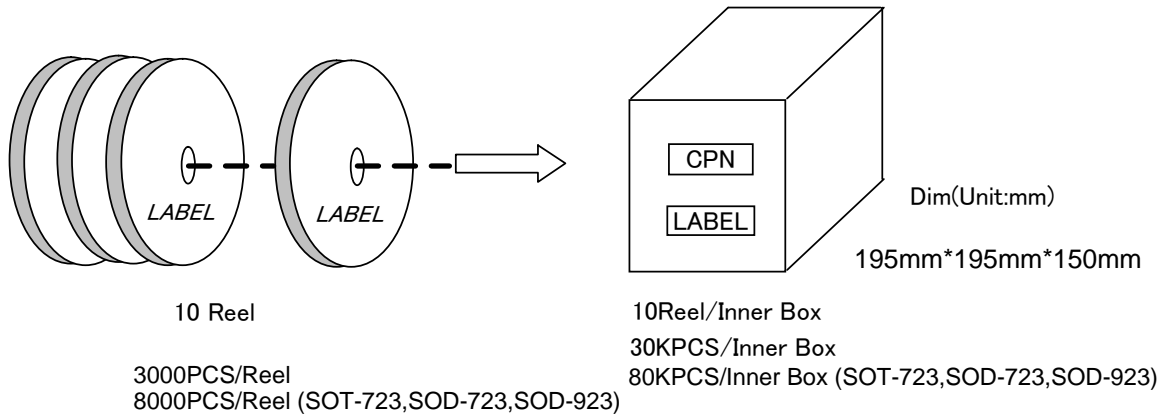 LABEL
LABEL
CPN
LABEL
Dim(Unit:mm)
195mm*195mm*150mm
10 Reel
3000PCS/Reel
8000PCS/Reel (SOT-723,SOD-723,SOD-923)
10Reel/Inner Box
30KPCS/Inner Box
80KPCS/Inner Box (SOT-723,SOD-723,SOD-923)